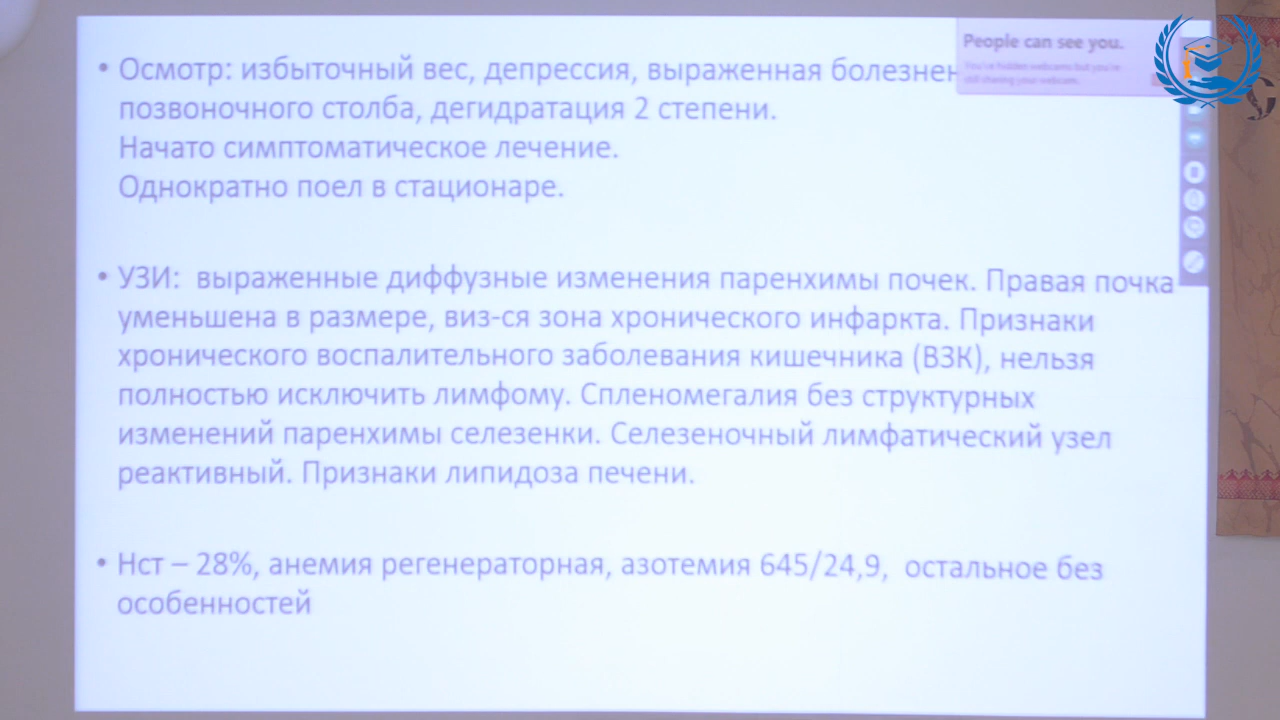 • Осмотр: избыточный вес, депрессия, выраженная
позвоночного столба, дегидратация 2 степени.
Начато симптоматическое лечение.
Однократно поел в стационаре.
• УЗИ: выраженные диффузные изменения паренхимы почек. Правая почка
уменьшена в размере, виз-ся зона хронического инфаркта. Признаки
хронического воспалительного заболевания кишечника (ВЗК), нельзя
полностью исключить лимфому. Спленомегалия без структурных
изменений паренхимы селезенки. Селезеночный лимфатический узел
реактивный. Признаки липидоза печени.
• Нст – 28%, анемия регенераторная, азотемия 645/24,9, остальное без
особенностей
People can see you.